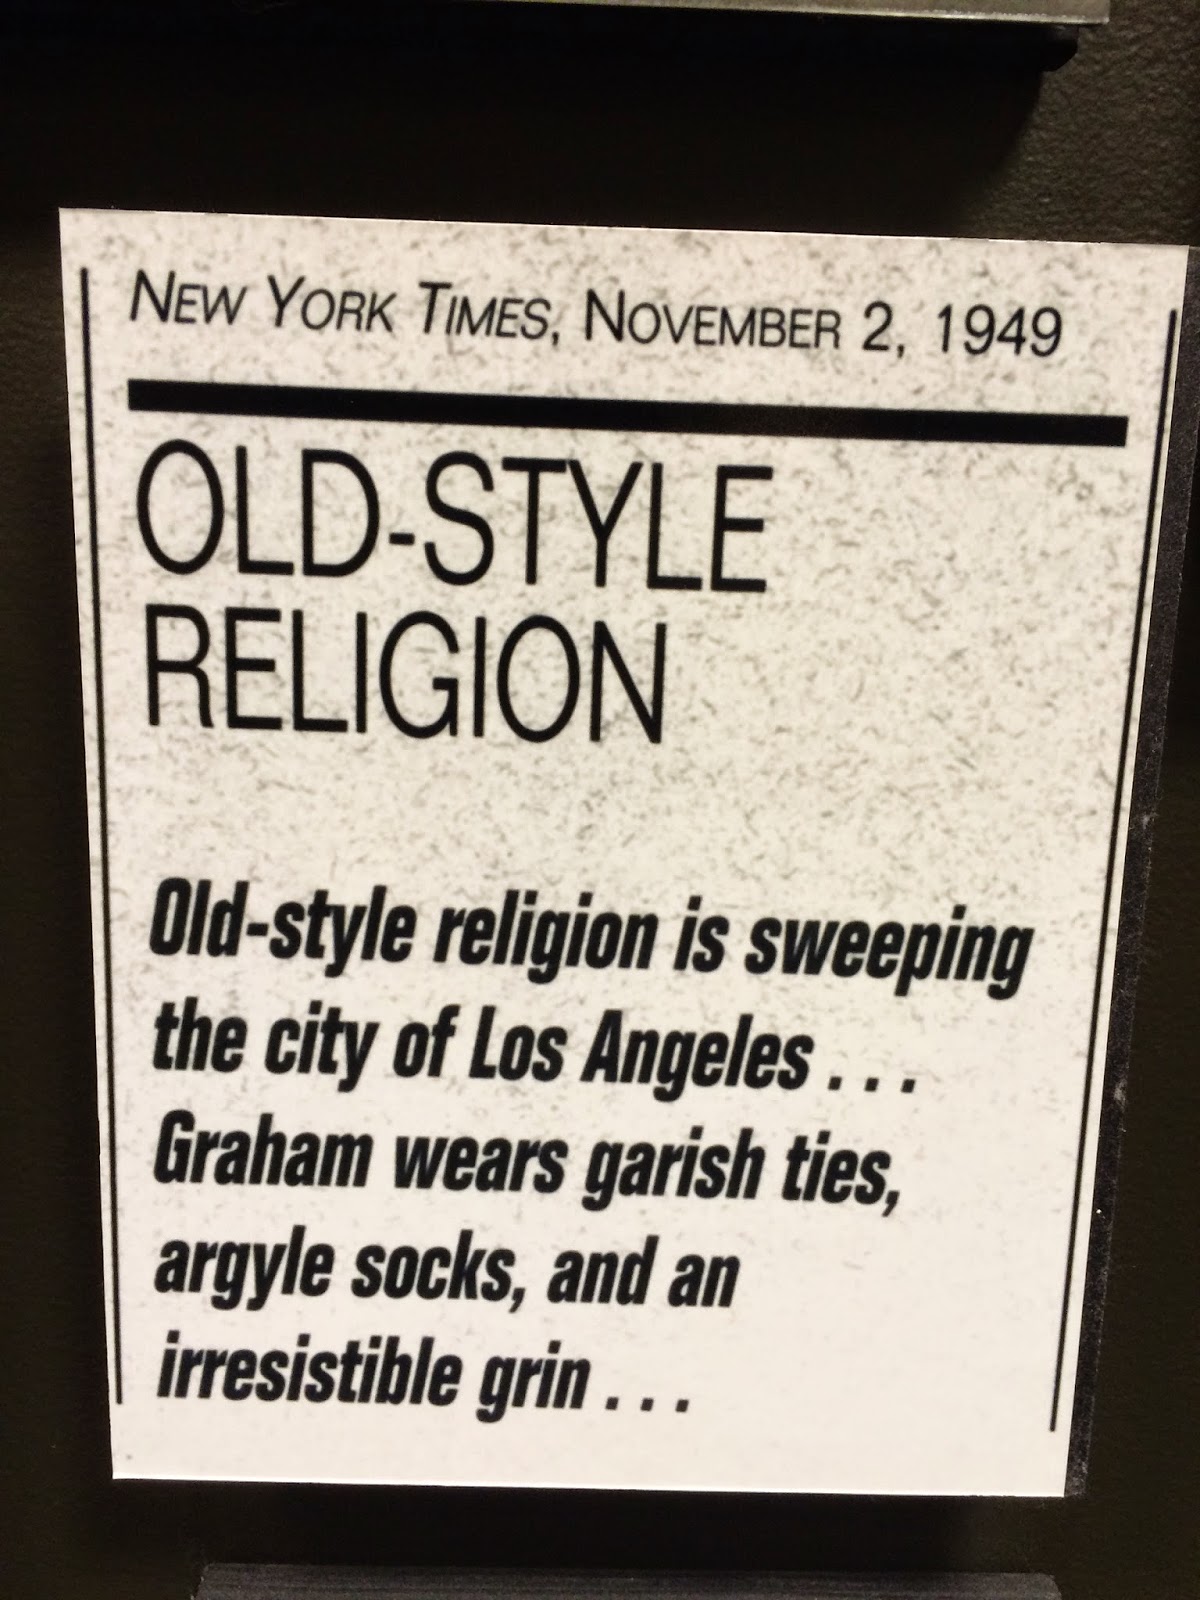 NEW YORK TIMES, NOVEMBER 2, 1949
OLD-STYLE
RELIGION
Old-style religion is sweeping
the city of Los Angeles . . .
Graham wears garish ties,
argyle socks, and an
irresistible grin . . .